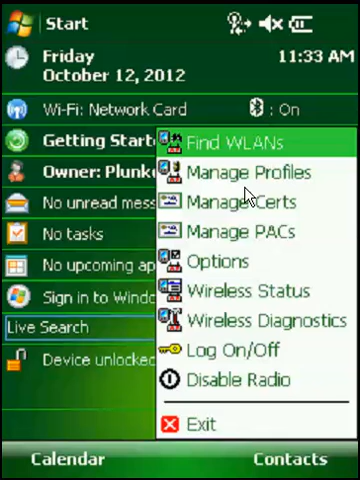 Start
Friday
October 12, 2012
11:33 AM
Wi-Fi: Network Card
: On
Getting Start
Owner: Plunk
No unread mess
No tasks
No upcoming ap
Sign in to Windo
Live Search
Device unlocked
Find WLANs
Manage Profiles
Manage Certs
Manage PACs
Options
Wireless Status
Wireless Diagnostics
Log On/Off
Disable Radio
Exit
Calendar
Contacts